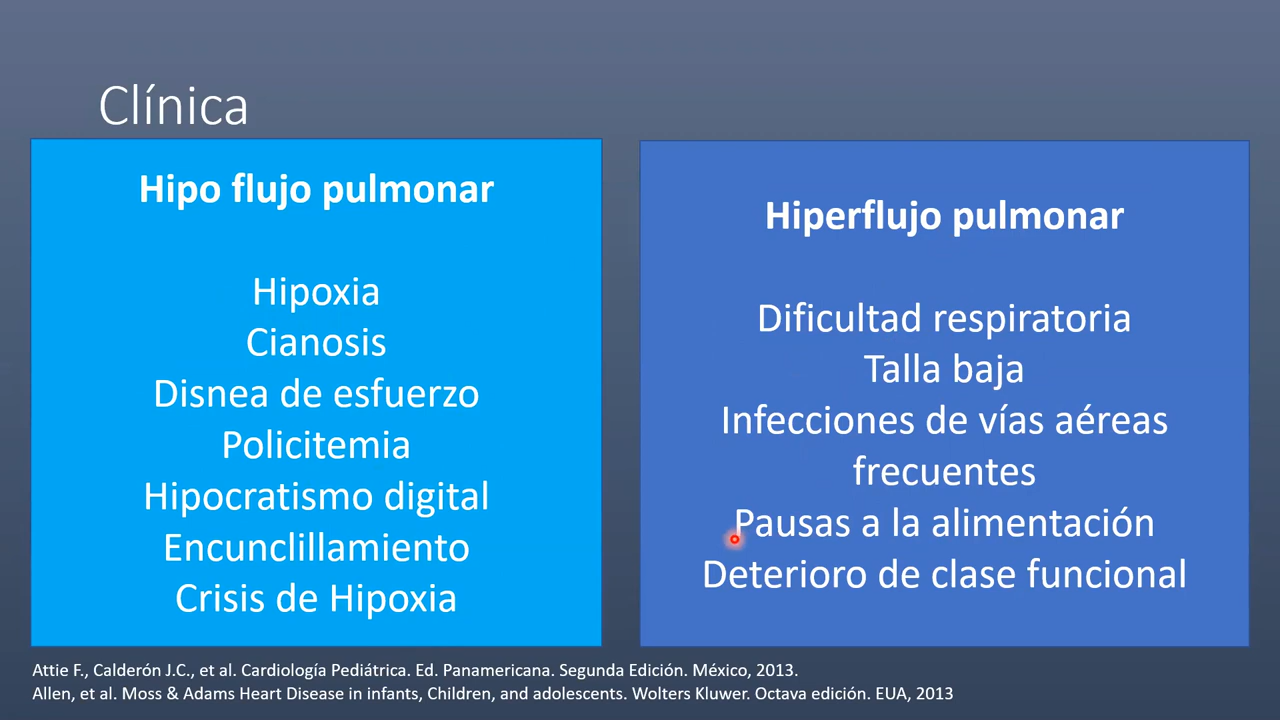 Clínica
Hipo flujo pulmonar
Hipoxia
Cianosis
Disnea de esfuerzo
Policitemia
Hipocratismo digital
Encunclillamiento
Crisis de Hipoxia
Hiperflujo pulmonar
Dificultad respiratoria
Talla baja
Infecciones de vías aéreas
frecuentes
Pausas a la alimentación
Deterioro de clase funcional
Attie F., Calderón J.C., et al. Cardiología Pediátrica. Ed. Panamericana. Segunda Edición. México, 2013.
Allen, et al. Moss & Adams Heart Disease in infants, Children, and adolescents. Wolters Kluwer. Octava edición. EUA, 2013